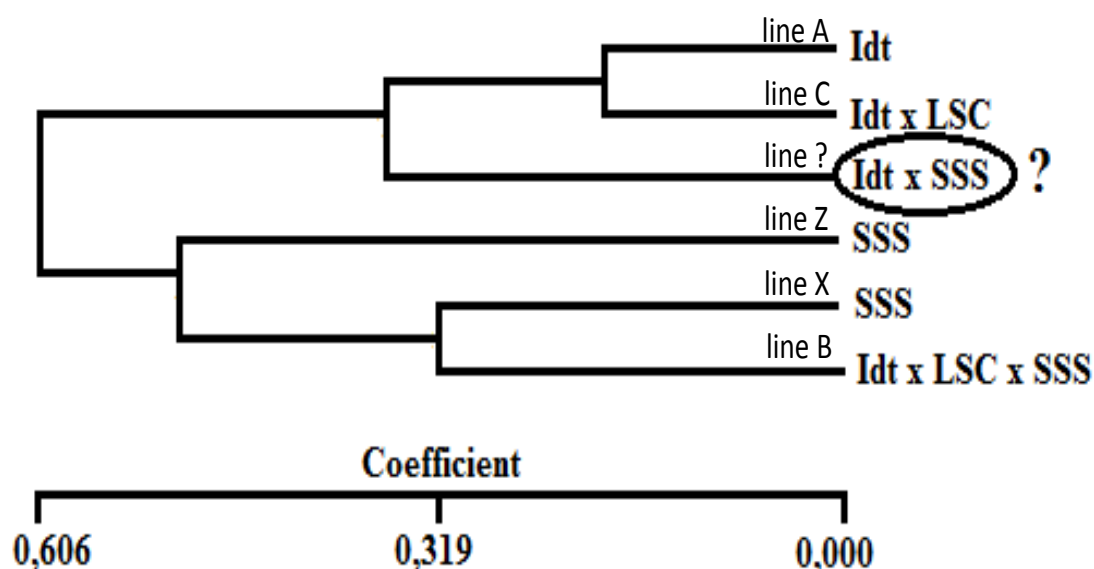 line A Idt
line C Idt x LSC
line ? Idt x SSS ?
line Z SSS
line X SSS
line B Idt x LSC x SSS
Coefficient
0,606 0,319 0,000